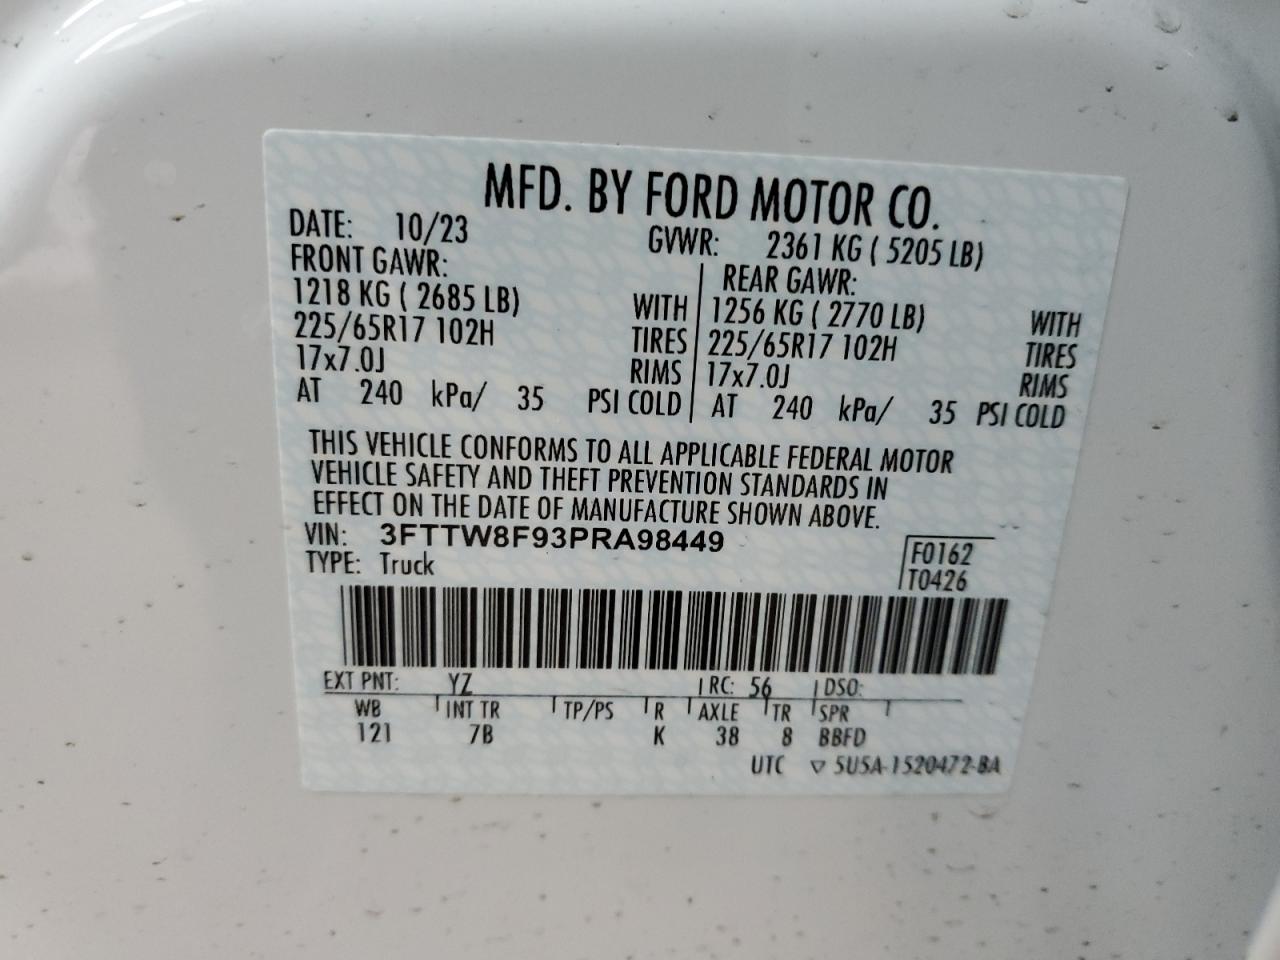 MFD. BY FORD MOTOR CO.
DATE: 10/23 GVWR: 2361 KG ( 5205 LB)
FRONT GAWR: REAR GAWR:
1218 KG ( 2685 LB) WITH 1256 KG ( 2770 LB) WITH
225/65R17 102H TIRES 225/65R17 102H TIRES
17x7.0J RIMS 17x7.0J RIMS
AT 240 kPa/ 35 PSI COLD AT 240 kPa/ 35 PSI COLD
THIS VEHICLE CONFORMS TO ALL APPLICABLE FEDERAL MOTOR
VEHICLE SAFETY AND THEFT PREVENTION STANDARDS IN
EFFECT ON THE DATE OF MANUFACTURE SHOWN ABOVE.
VIN: 3FTTW8F93PRA98449
TYPE: Truck
F0162
T0426
EXT PNT: YZ RC: 56 DSO:
WB INT TR TP/PS R AXLE TR SPR
121 7B K 38 8 BBFD
UTC ▽ 5U5A-1520472-BA